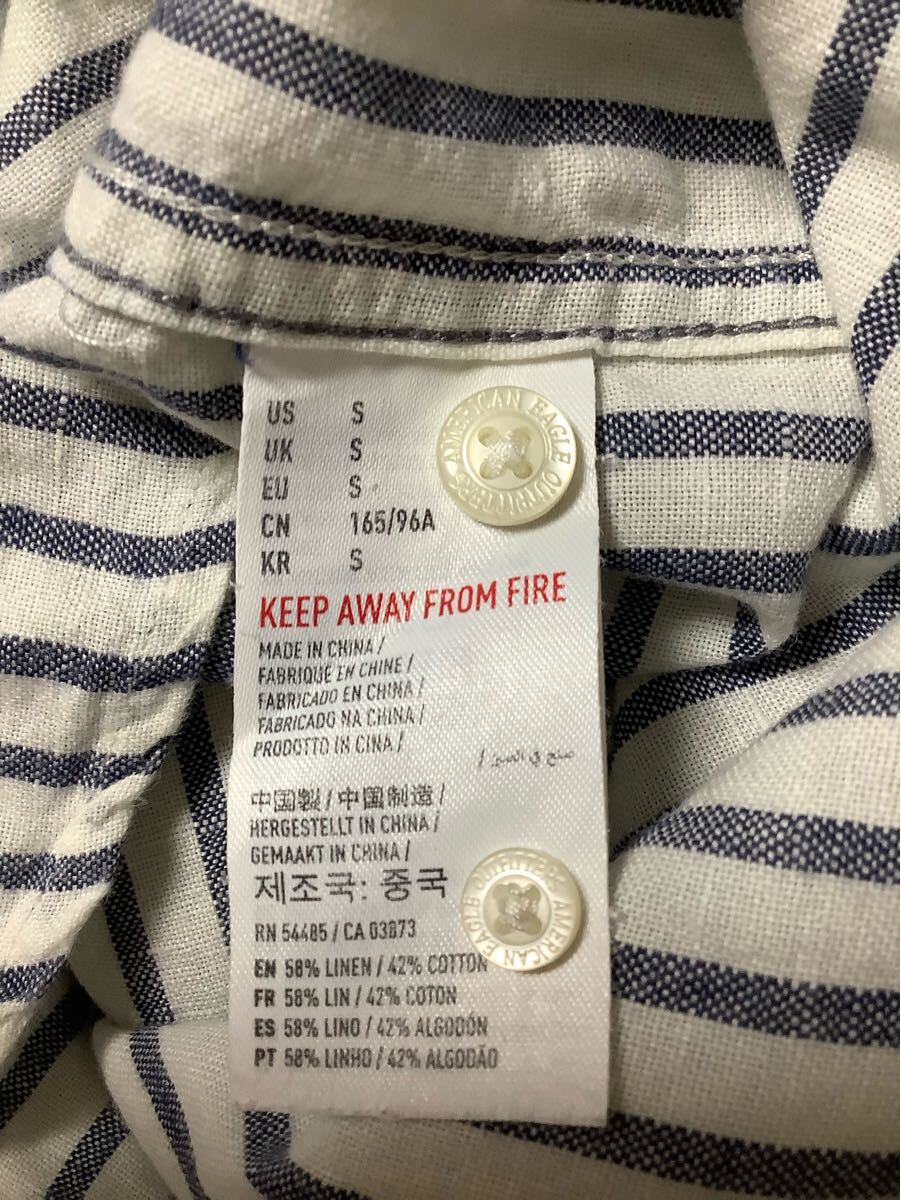 US S
UK S
EU S
CN 165/96A
KR S
AMERICAN EAGLE OUTFITTERS
KEEP AWAY FROM FIRE
MADE IN CHINA /
FABRIQUE EN CHINE /
FABRICADO EN CHINA /
FABRICADO NA CHINA /
PRODOTTO IN CINA /
صنع في الصين /
中国製 / 中国制造 /
HERGESTELLT IN CHINA /
GEMAAKT IN CHINA /
제조국: 중국
AMERICAN EAGLE OUTFITTERS
RN 54485 / CA 03873
EN 58% LINEN / 42% COTTON
FR 58% LIN / 42% COTON
ES 58% LINO / 42% ALGODÓN
PT 58% LINHO / 42% ALGODÃO